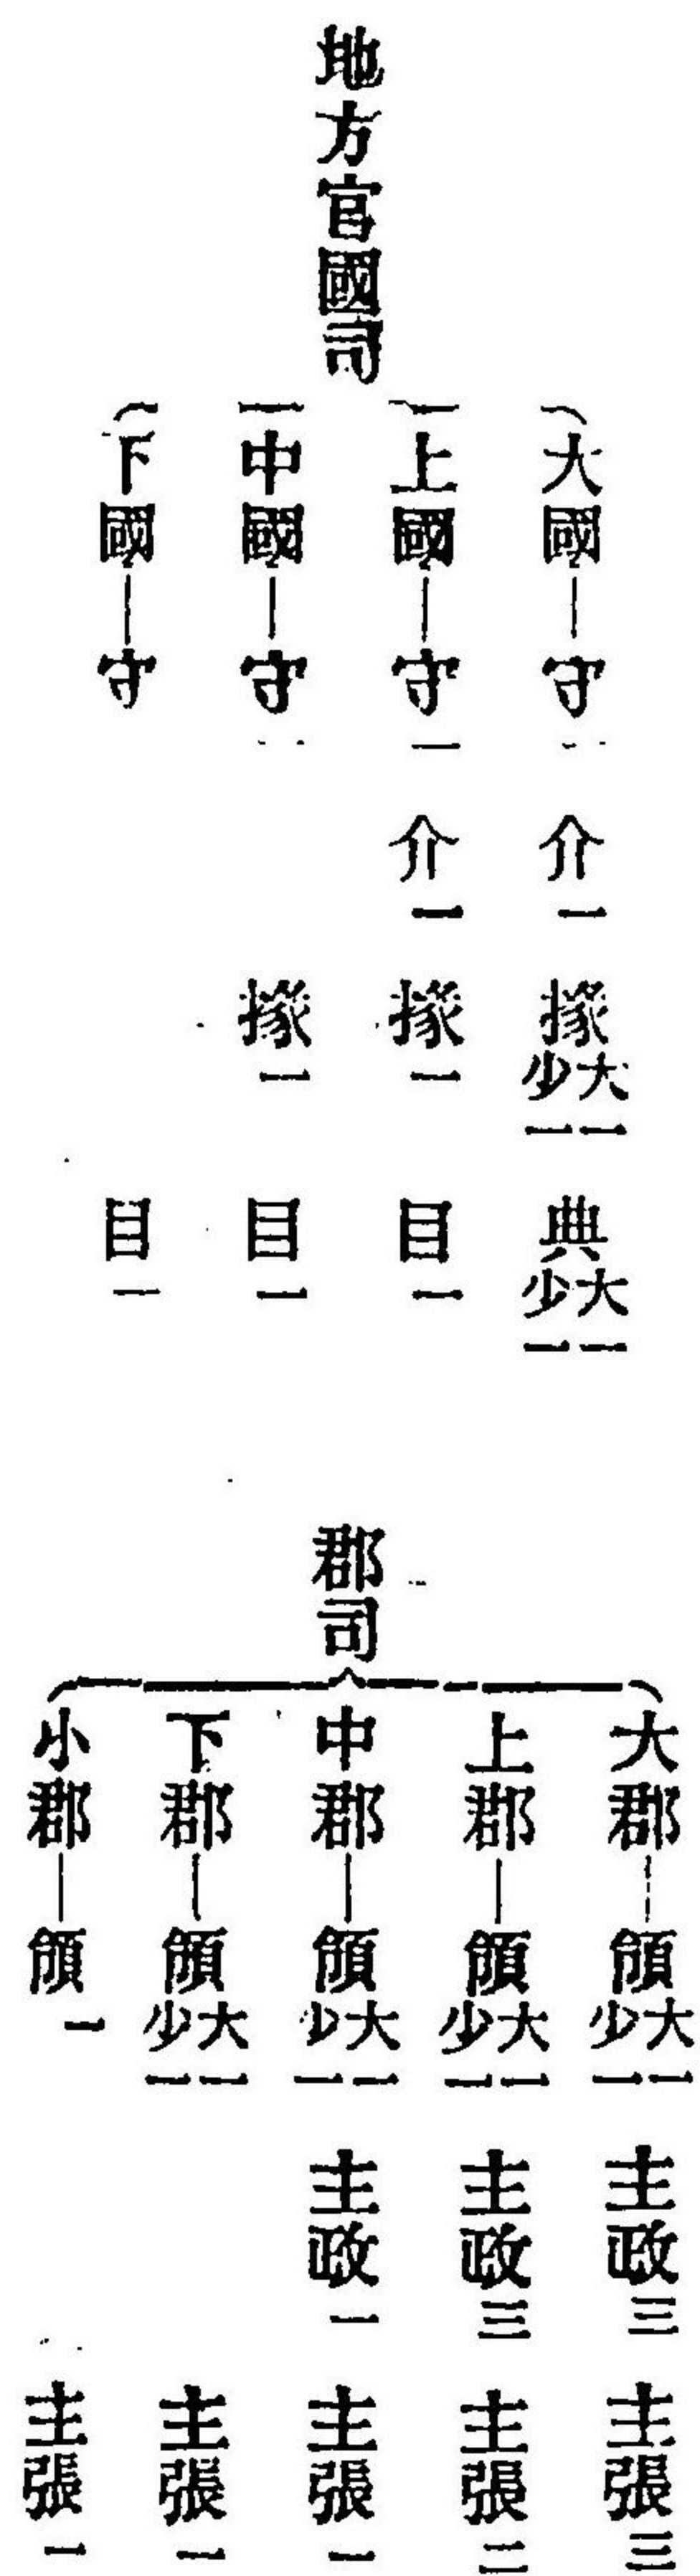 地方官國司
大國―守一 介一 掾大一少一 典大一少一
上國―守一 介一 掾一 目一
中國―守一 掾一 目一
下國―守 目一
郡司
大郡―領大一少一 主政三 主張三
上郡―領大一少一 主政三 主張二
中郡―領大一少一 主政一 主張一
下郡―領大一少一 主張一
小郡―領一 主張一